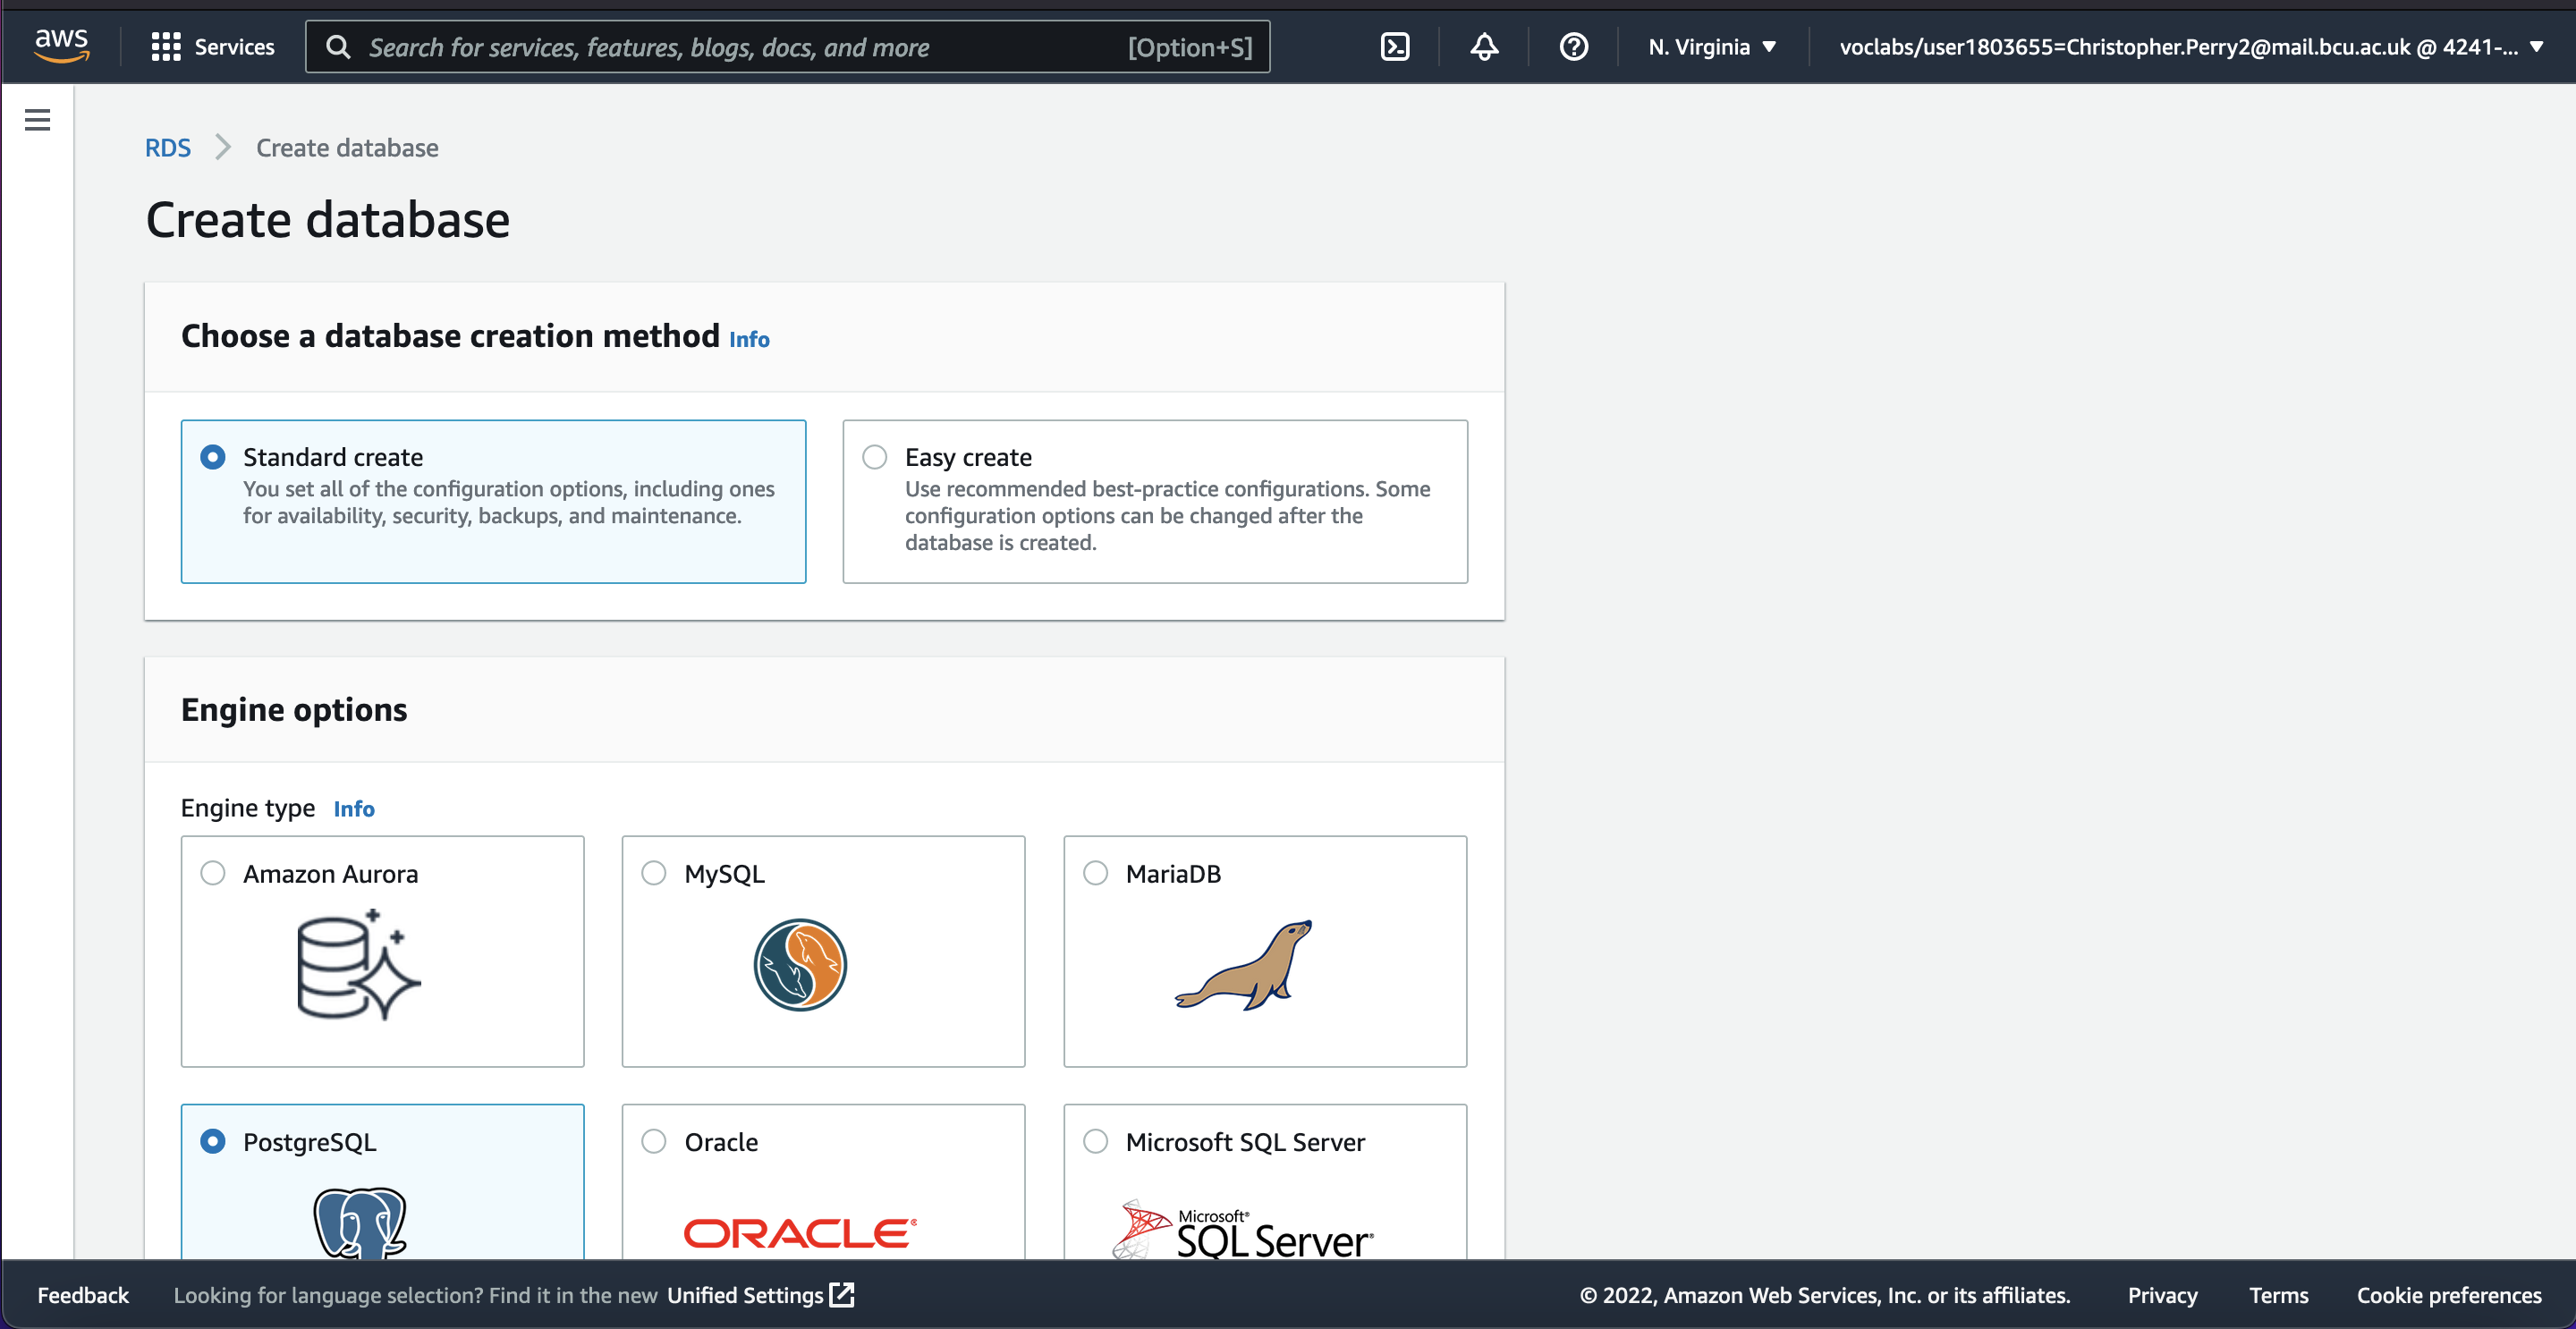 aws
Services
Search for services, features, blogs, docs, and more
[Option+S]
N. Virginia
voclabs/user1803655=Christopher.Perry2@mail.bcu.ac.uk @ 4241-...
RDS
Create database
Create database
Choose a database creation method Info
Standard create
You set all of the configuration options, including ones
for availability, security, backups, and maintenance.
Easy create
Use recommended best-practice configurations. Some
configuration options can be changed after the
database is created.
Engine options
Engine type Info
Amazon Aurora
MySQL
MariaDB
PostgreSQL
Oracle
ORACLE
Microsoft SQL Server
Microsoft®
SQL Server
Feedback
Looking for language selection? Find it in the new Unified Settings
© 2022, Amazon Web Services, Inc. or its affiliates.
Privacy
Terms
Cookie preferences